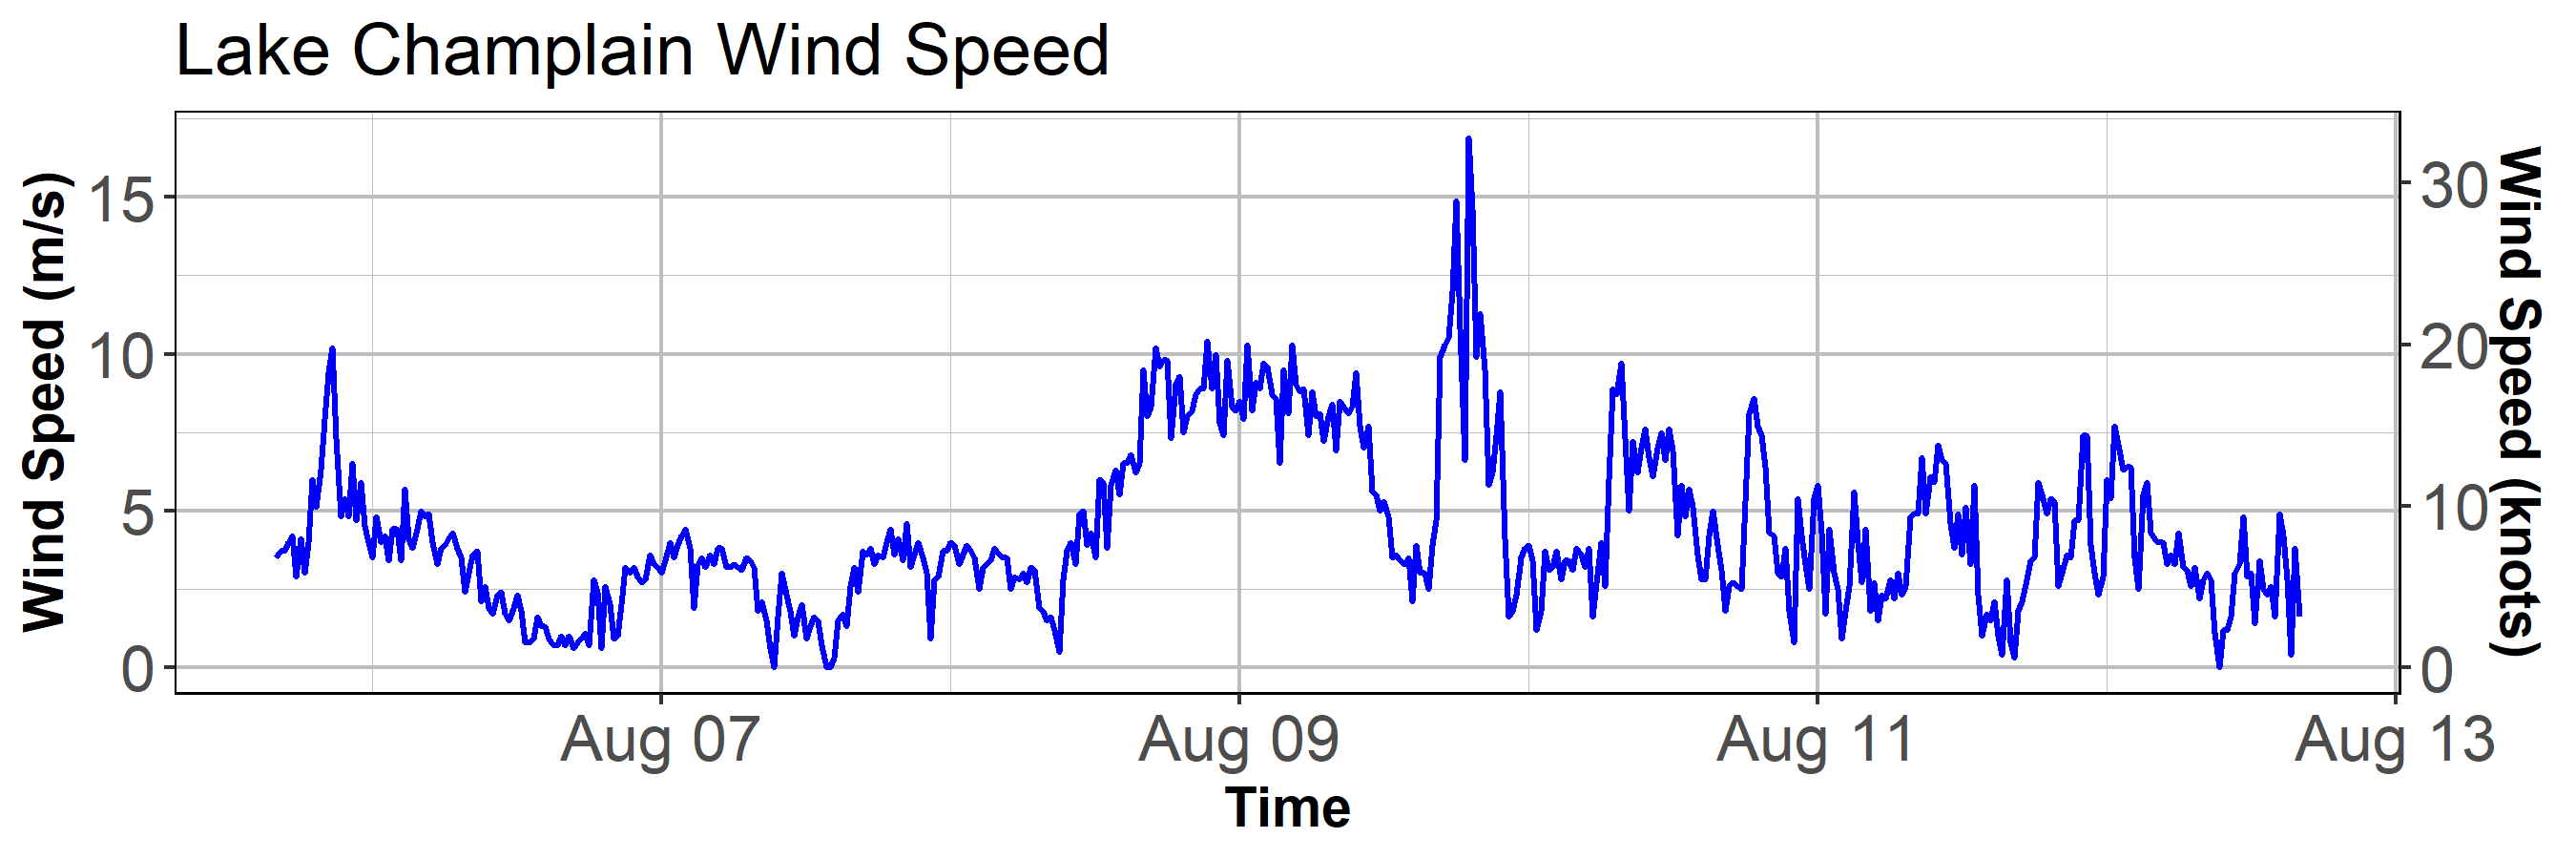 Lake Champlain Wind Speed
Wind Speed (m/s)
15
10
5
0
30
20
10
0
Wind Speed (knots)
Aug 07 Aug 09 Aug 11 Aug 13
Time